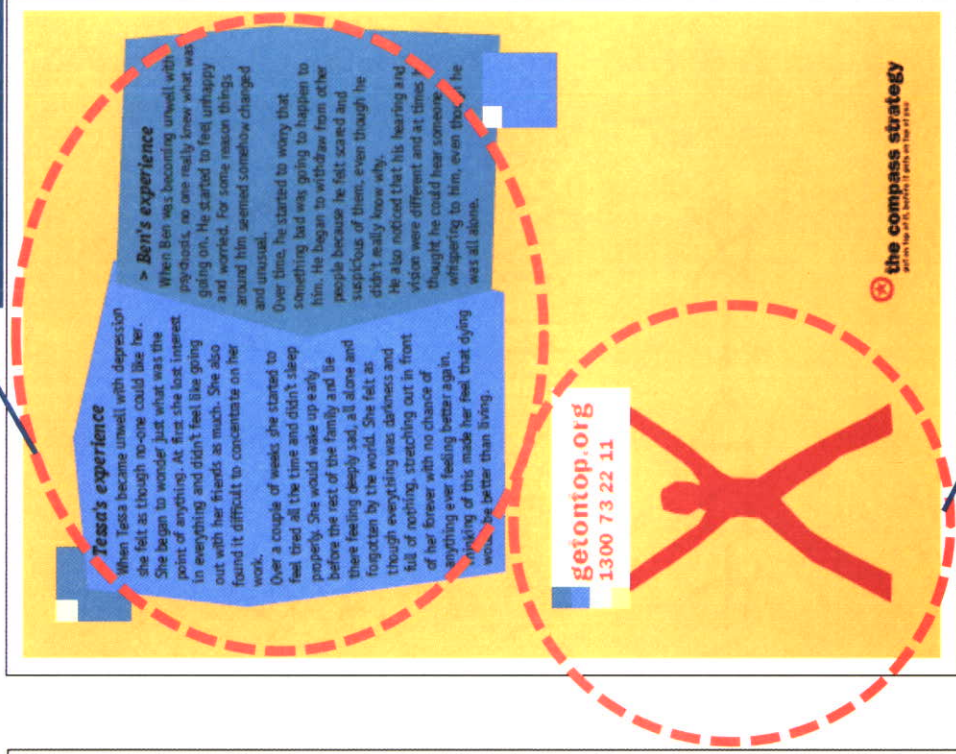 Tessa's experience
When Tessa became unwell with depression
she felt as though no-one could like her.
She began to wonder just what was the
point of anything. At first she lost interest
in everything and didn't feel like going
out with her friends as much. She also
found it difficult to concentrate on her
work.
Over a couple of weeks she started to
feel tired all the time and didn't sleep
properly. She would wake up early
before the rest of the family and lie
there feeling deeply sad, all alone and
forgotten by the world. She felt as
though everything was darkness and
full of nothing, stretching out in front
of her forever with no chance of
anything ever feeling better again.
Thinking of this made her feel that dying
would be better than living.
> Ben's experience
When Ben was becoming unwell with
psychosis, no one really knew what was
going on. He started to feel unhappy
and worried. For some reason things
around him seemed somehow changed
and unusual.
Over time, he started to worry that
something bad was going to happen to
him. He began to withdraw from other
people because he felt scared and
suspicious of them, even though he
didn't really know why.
He also noticed that his hearing and
vision were different and at times
thought he could hear someone
whispering to him, even though he
was all alone.
getontop.org
1300 73 22 11
the compass strategy
get on top of it, before it gets on top of you